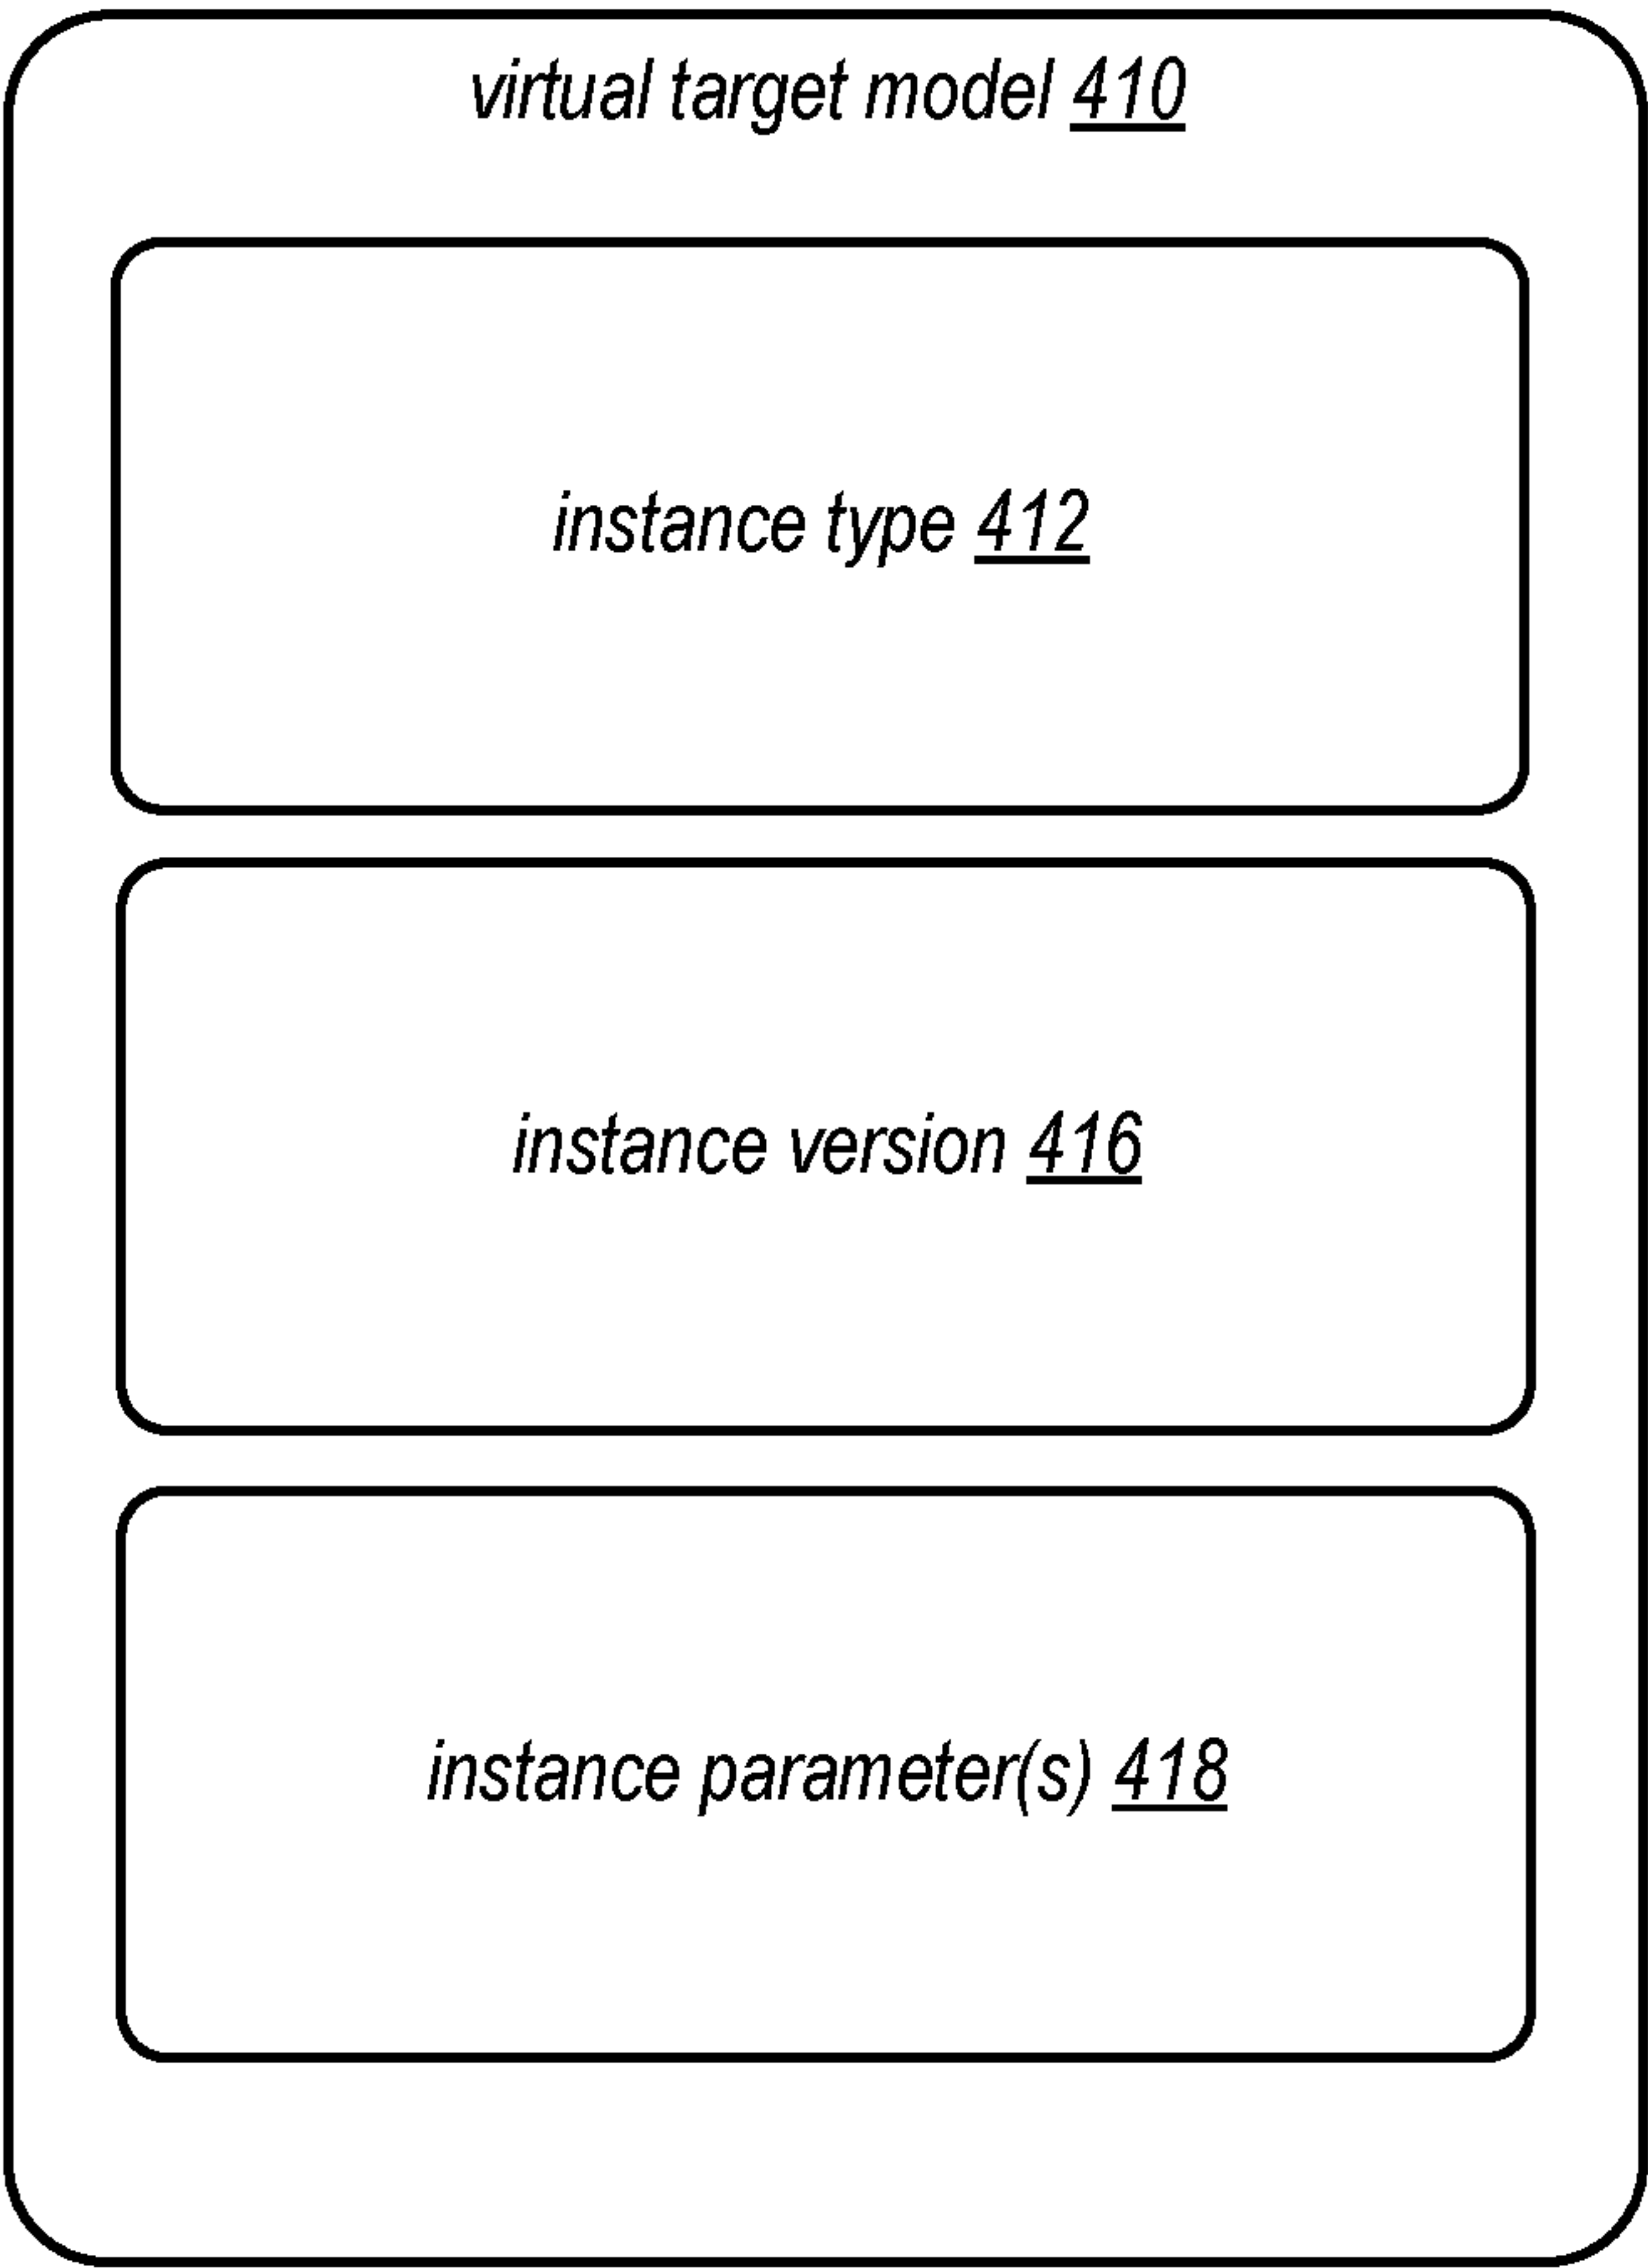 virtual target model 410
instance type 412
instance version 416
instance parameter(s) 418